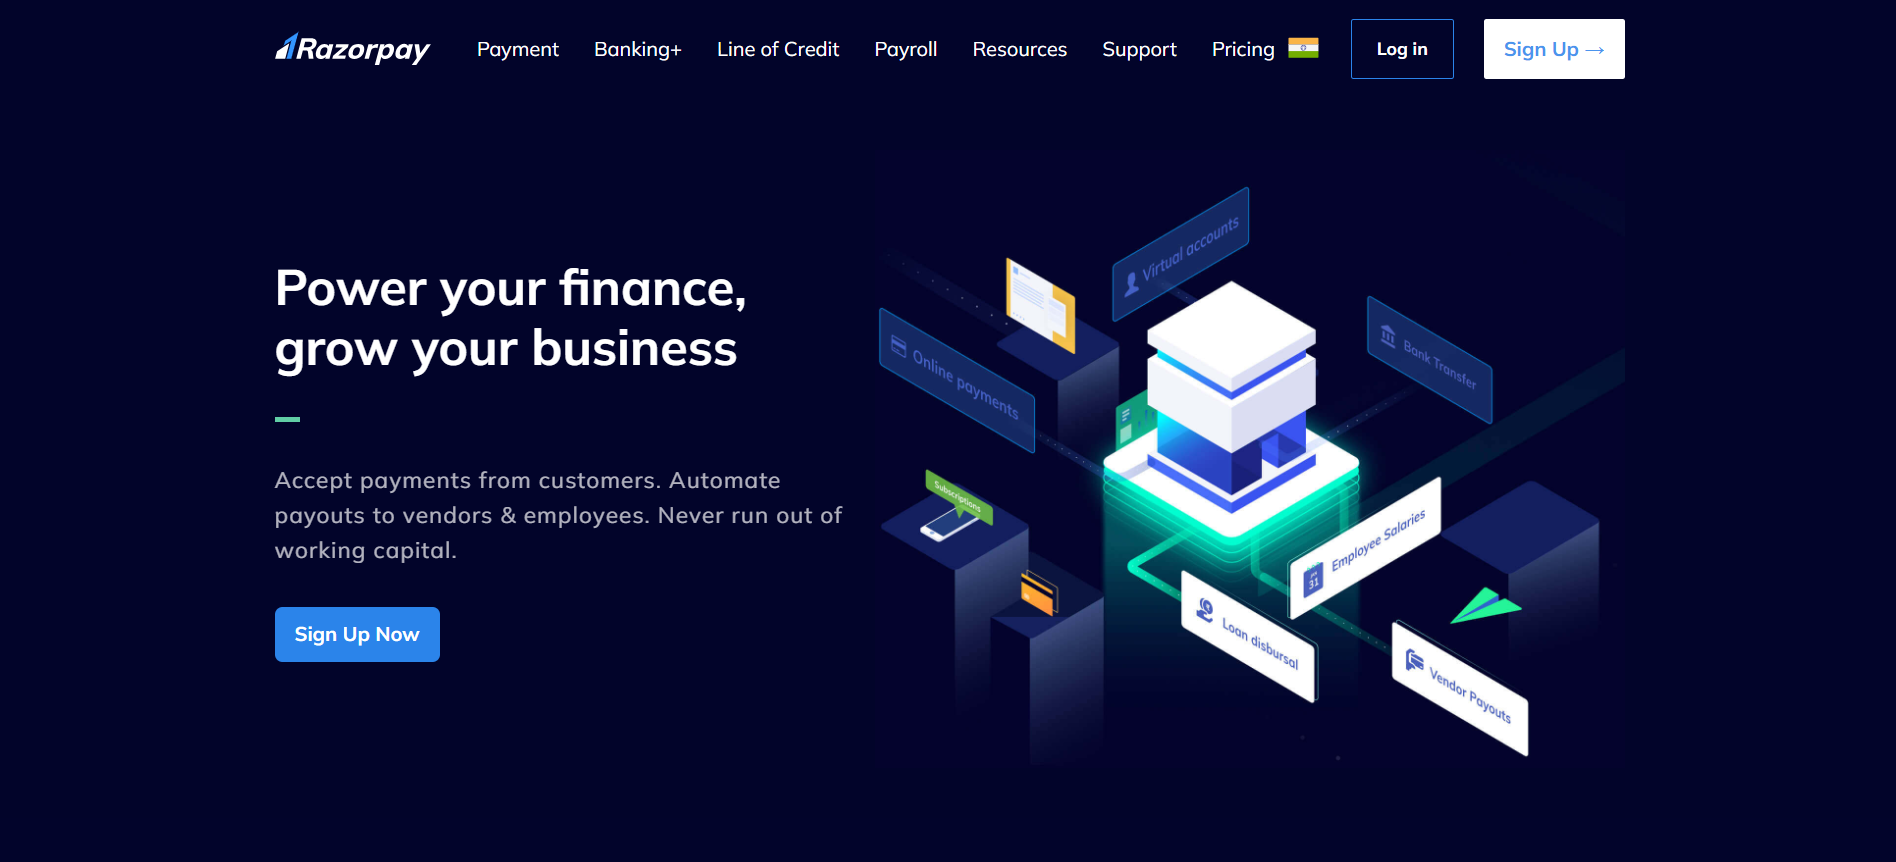 Razorpay
Payment
Banking+
Line of Credit
Payroll
Resources
Support
Pricing
Log in
Sign Up →
Power your finance,
grow your business
Accept payments from customers. Automate
payouts to vendors & employees. Never run out of
working capital.
Sign Up Now
Virtual accounts
Online payments
Bank Transfer
Subscriptions
31
Employee Salaries
Loan disbursal
Vendor Payouts